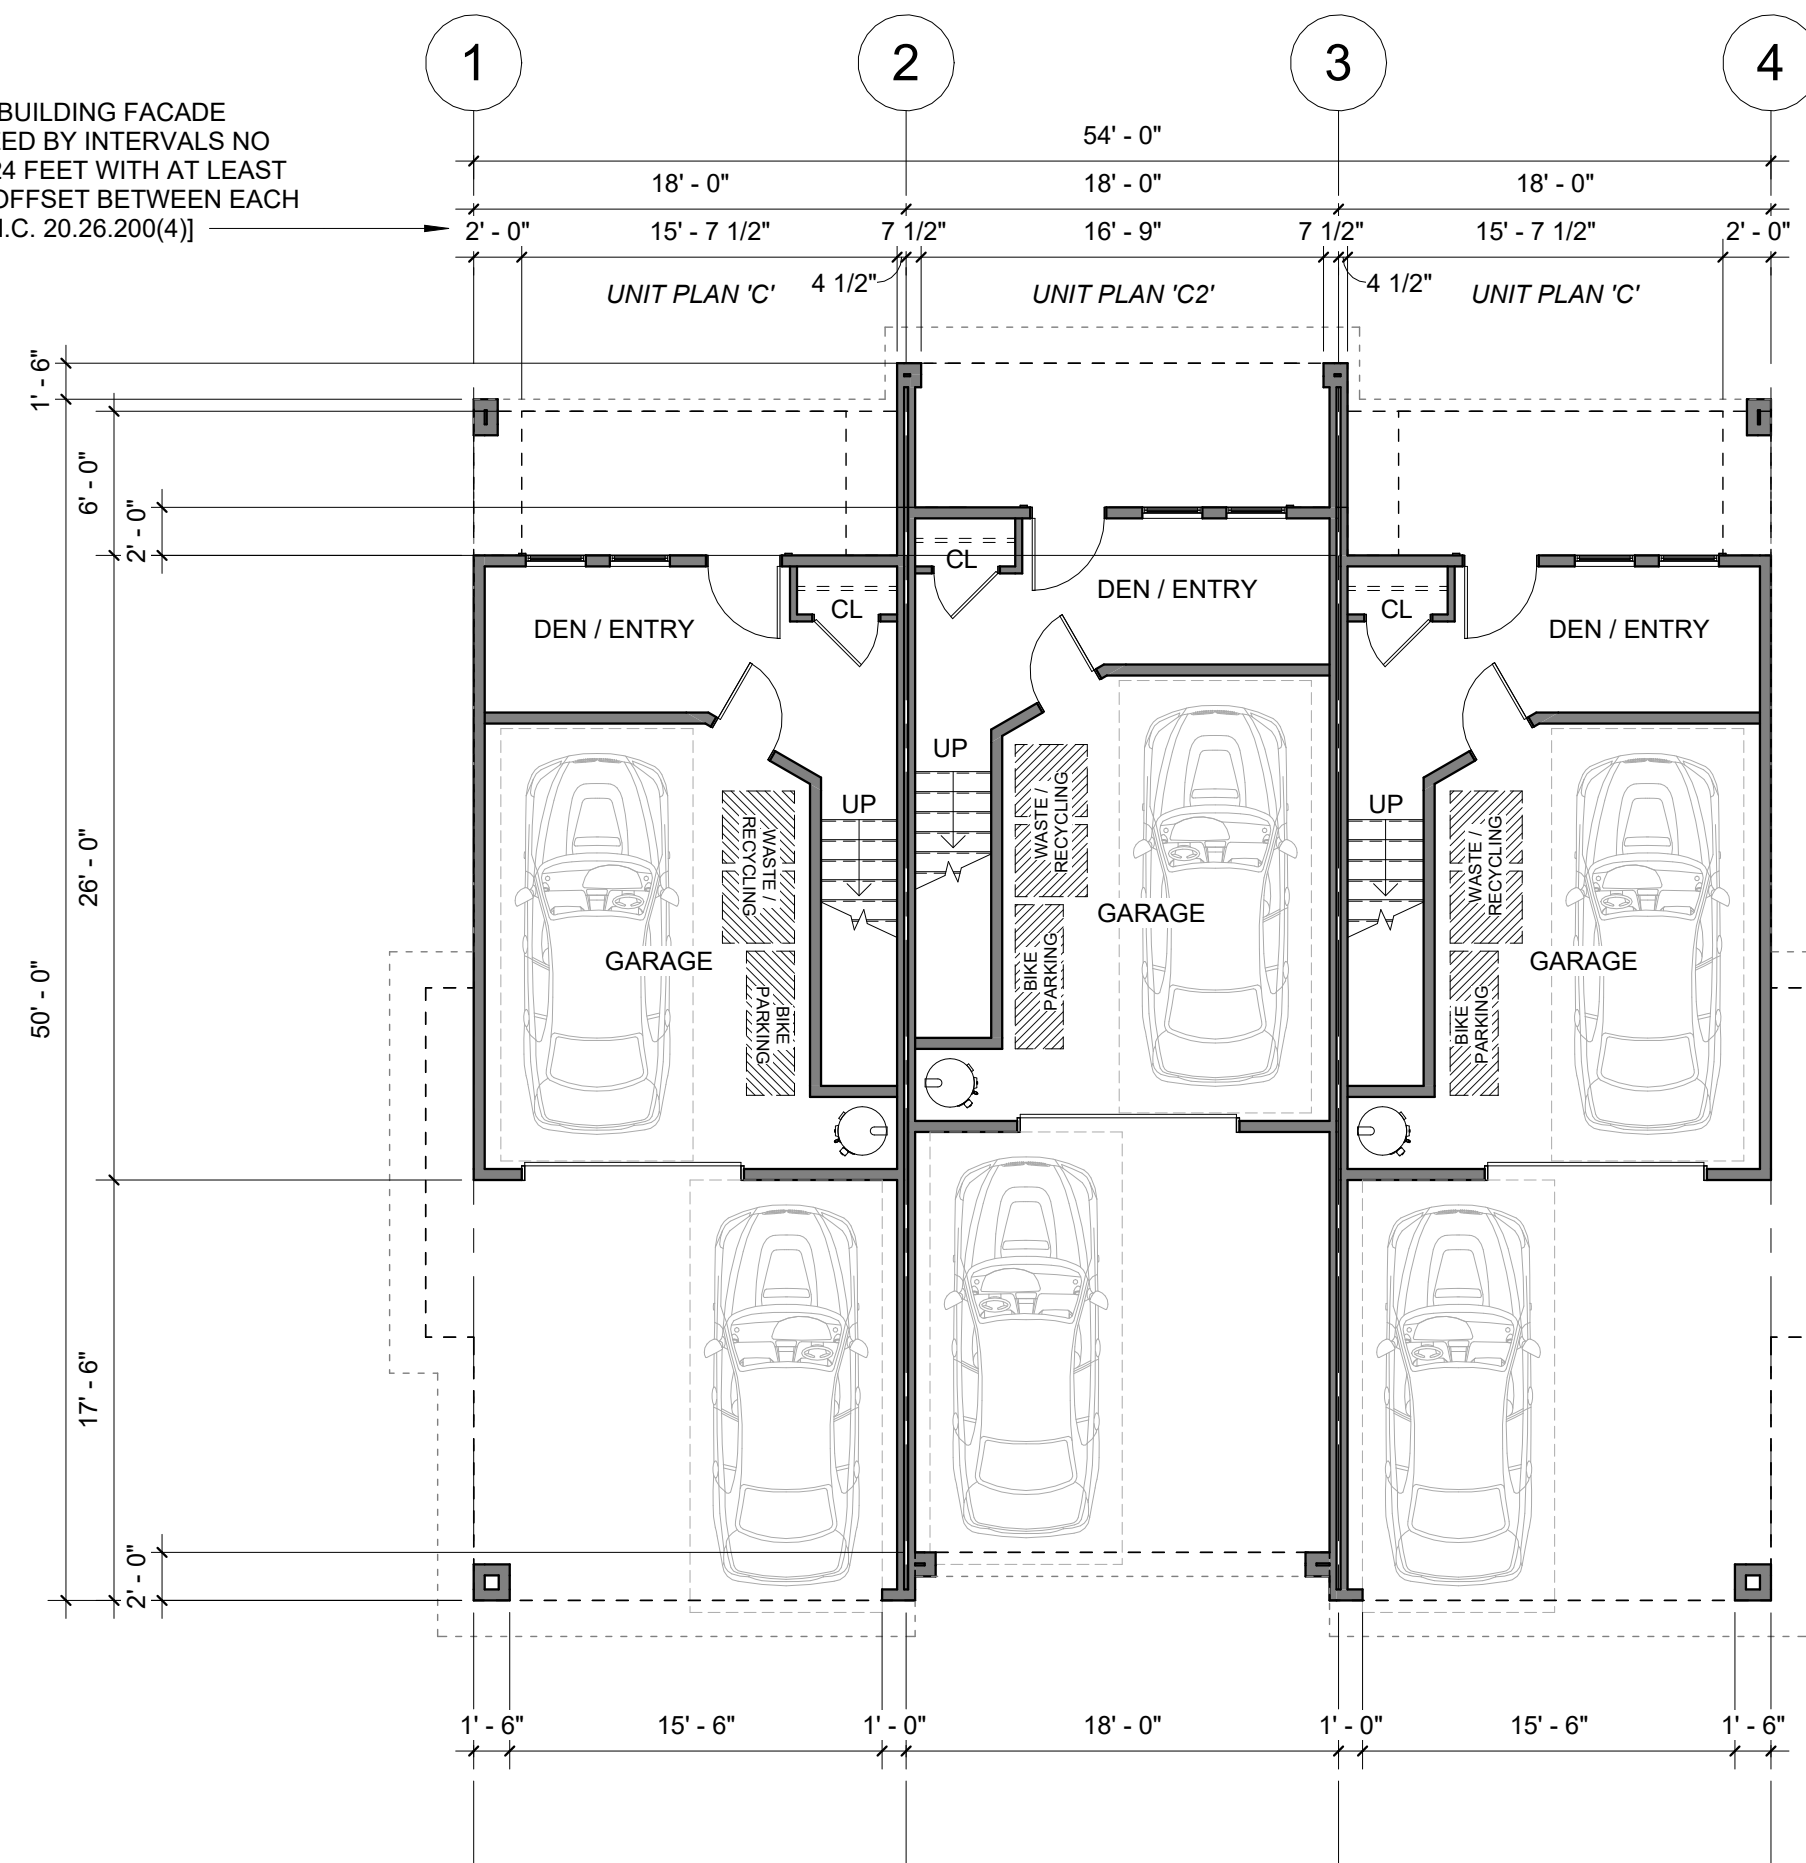 1
2
3
4
BUILDING FACADE
ED BY INTERVALS NO
24 FEET WITH AT LEAST
OFFSET BETWEEN EACH
I.C. 20.26.200(4)]
54' - 0"
18' - 0"
18' - 0"
18' - 0"
2' - 0"
15' - 7 1/2"
7 1/2"
16' - 9"
7 1/2"
15' - 7 1/2"
2' - 0"
4 1/2"
4 1/2"
UNIT PLAN 'C'
UNIT PLAN 'C2'
UNIT PLAN 'C'
1' - 6"
6' - 0"
2' - 0"
26' - 0"
50' - 0"
17' - 6"
2' - 0"
DEN / ENTRY
CL
UP
WASTE /
RECYCLING
GARAGE
BIKE
PARKING
CL
DEN / ENTRY
UP
WASTE /
RECYCLING
GARAGE
BIKE
PARKING
CL
DEN / ENTRY
UP
WASTE /
RECYCLING
GARAGE
BIKE
PARKING
1' - 6"
15' - 6"
1' - 0"
18' - 0"
1' - 0"
15' - 6"
1' - 6"